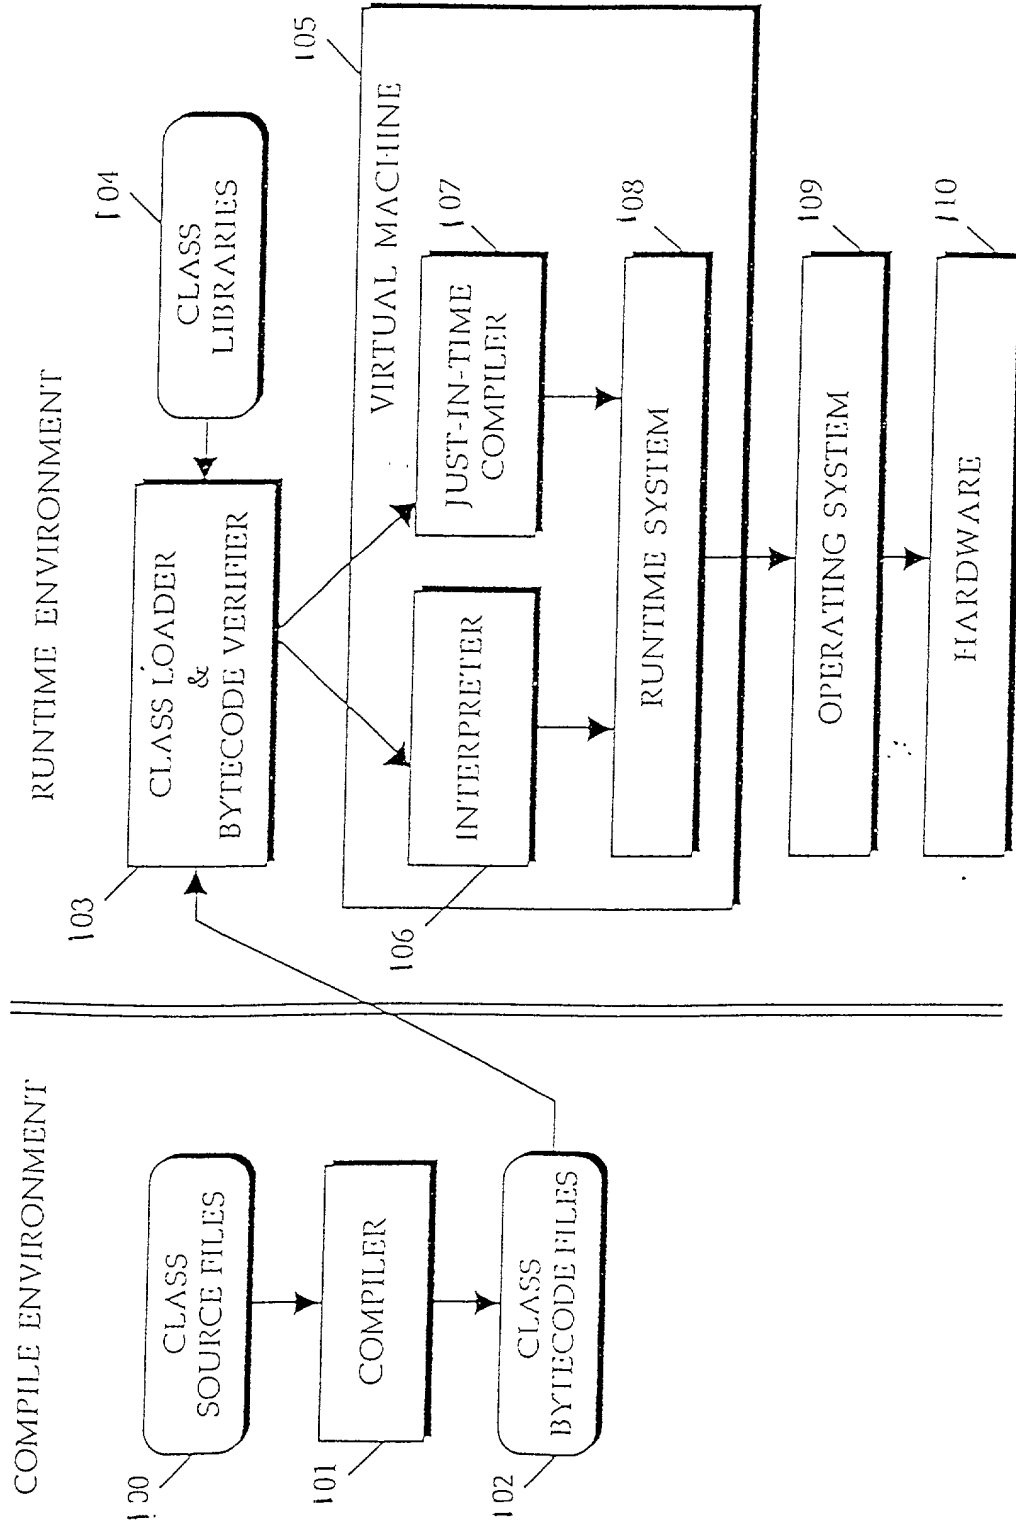 COMPILE ENVIRONMENT
100
CLASS
SOURCE FILES
101
COMPILER
102
CLASS
BYTECODE FILES
RUNTIME ENVIRONMENT
103
CLASS LOADER
&
BYTECODE VERIFIER
104
CLASS
LIBRARIES
105
VIRTUAL MACHINE
106
INTERPRETER
107
JUST-IN-TIME
COMPILER
RUNTIME SYSTEM
108
OPERATING SYSTEM
109
HARDWARE
110